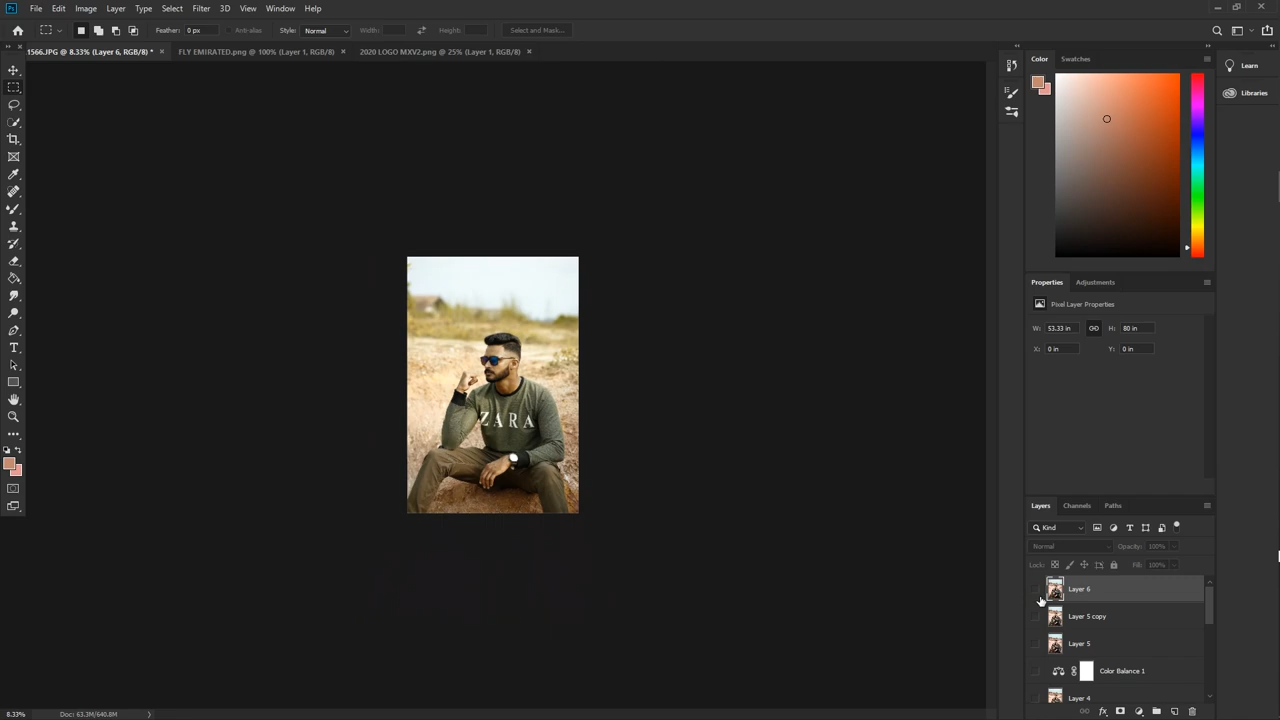 Ps File Edit Image Layer Type Select Filter 3D View Window Help
Feather: 0 px Anti-alias Style: Normal Width: Height: Select and Mask...
1566.JPG @ 8.33% (Layer 6, RGB/8) * × FLY EMIRATED.png @ 100% (Layer 1, RGB/8) × 2020 LOGO MXV2.png @ 25% (Layer 1, RGB/8) ×
Color Swatches
Learn
Libraries
Properties Adjustments
Pixel Layer Properties
W: 53.33 in H: 80 in
X: 0 in Y: 0 in
ZARA
Layers Channels Paths
Kind
Normal Opacity: 100%
Lock: Fill: 100%
Layer 6
Layer 5 copy
Layer 5
Color Balance 1
Layer 4
8.33% Doc: 63.3M/640.8M